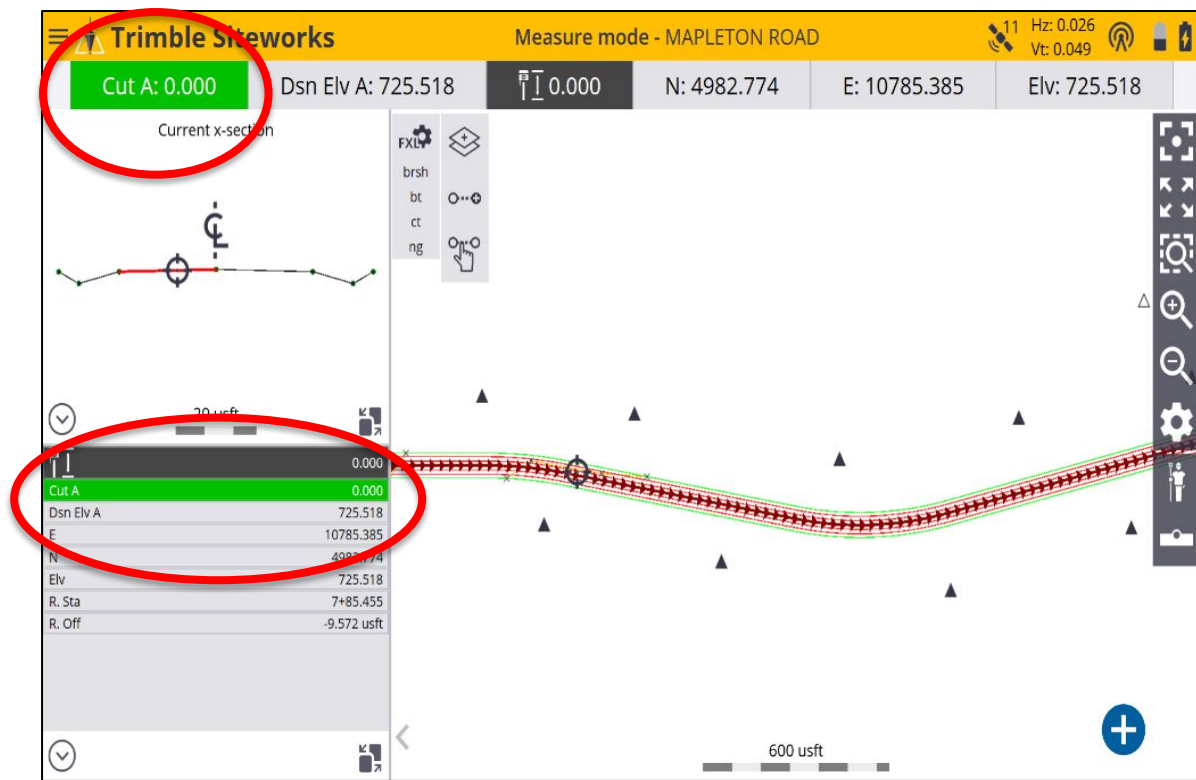 Trimble Siteworks
Measure mode - MAPLETON ROAD
11
Hz: 0.026
Vt: 0.049
Cut A: 0.000
Dsn Elv A: 725.518
0.000
N: 4982.774
E: 10785.385
Elv: 725.518
Current x-section
FXL
brsh
bt
ct
ng
20 usft
0.000
Cut A 0.000
Dsn Elv A 725.518
E 10785.385
N 4982.774
Elv 725.518
R. Sta 7+85.455
R. Off -9.572 usft
600 usft